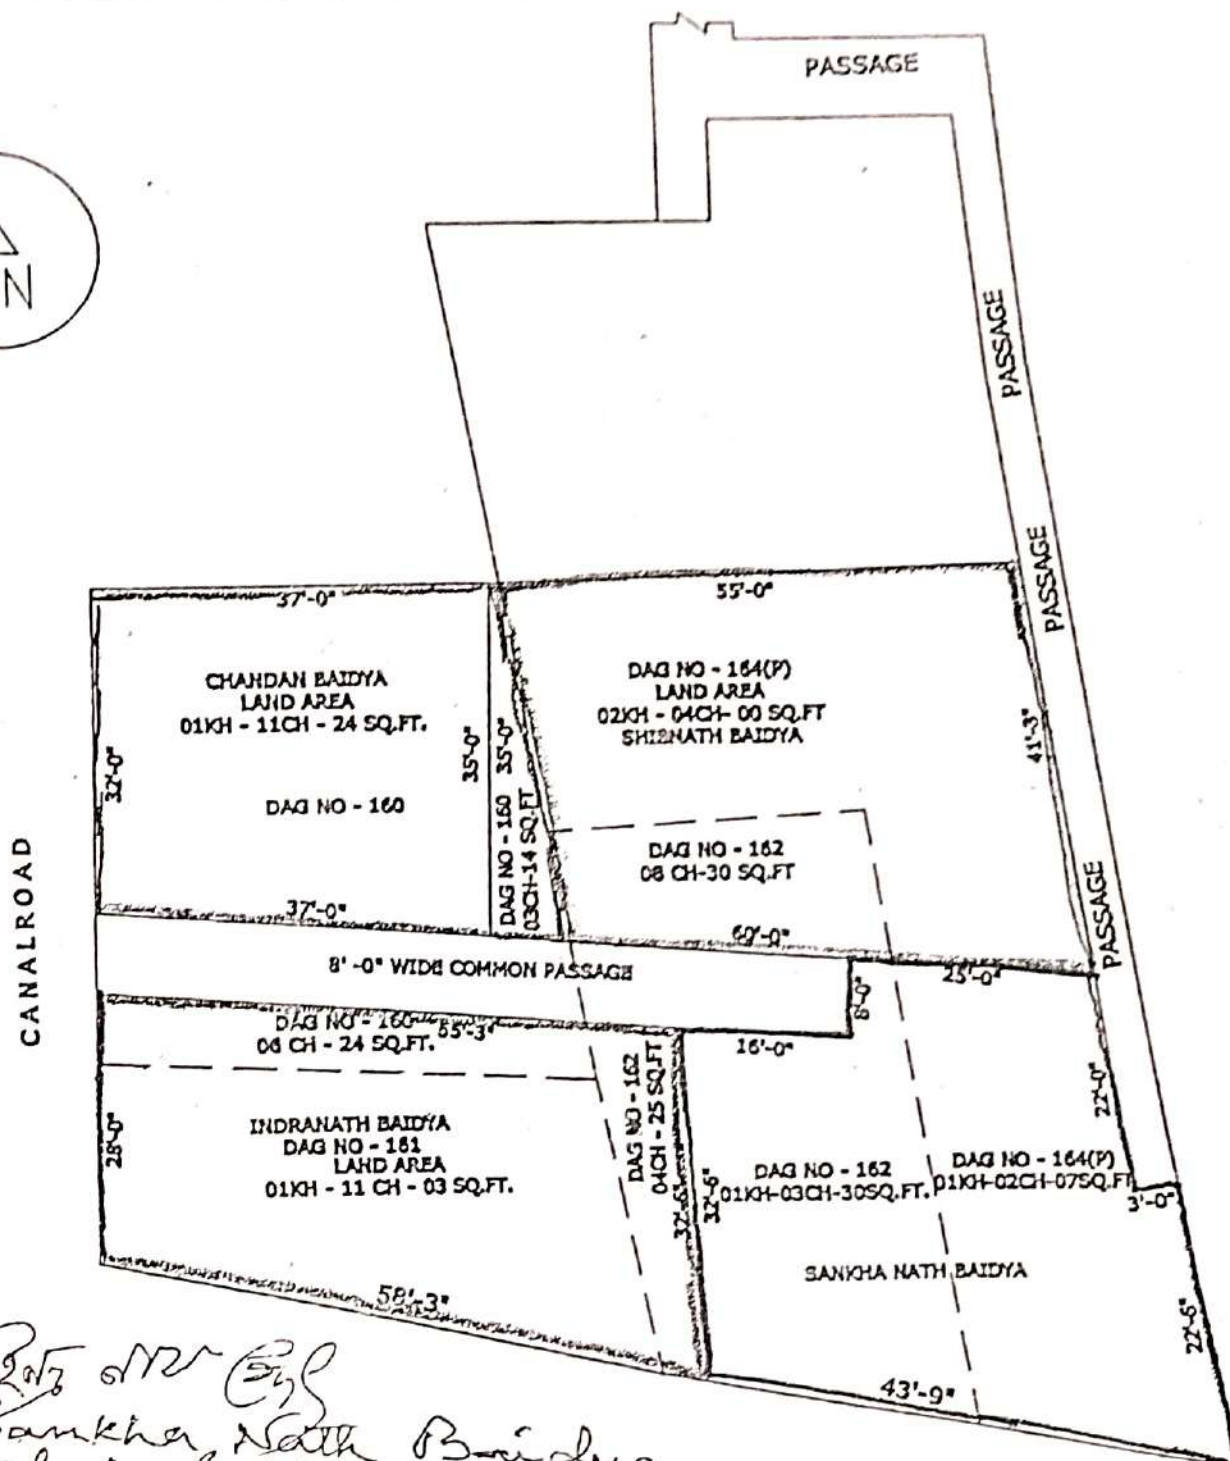 PASSAGE
N
PASSAGE
PASSAGE
37'-0"
55'-0"
CHANDAN BAIDYA
LAND AREA
01KH - 11CH - 24 SQ.FT.
DAG NO - 160
32'-0"
35'-0"
35'-0"
DAG NO - 160
03CH-14 SQ.FT
DAG NO - 164(P)
LAND AREA
02KH - 04CH- 00 SQ.FT
SHIBNATH BAIDYA
41'-3"
DAG NO - 162
08 CH-30 SQ.FT
PASSAGE
CANALROAD
37'-0"
60'-0"
8' -0" WIDE COMMON PASSAGE
25'-0"
8'-0"
DAG NO - 160
06 CH - 24 SQ.FT.
55'-3"
16'-0"
28'-0"
INDRANATH BAIDYA
DAG NO - 161
LAND AREA
01KH - 11 CH - 03 SQ.FT.
DAG NO - 162
04CH - 25 SQ.FT
32'-6"
32'-6"
DAG NO - 162
01KH-03CH-30SQ.FT.
DAG NO - 164(P)
01KH-02CH-07SQ.FT
22'-0"
3'-0"
SANKHA NATH BAIDYA
22'-6"
58'-3"
43'-9"
Sankha Nath Baidya